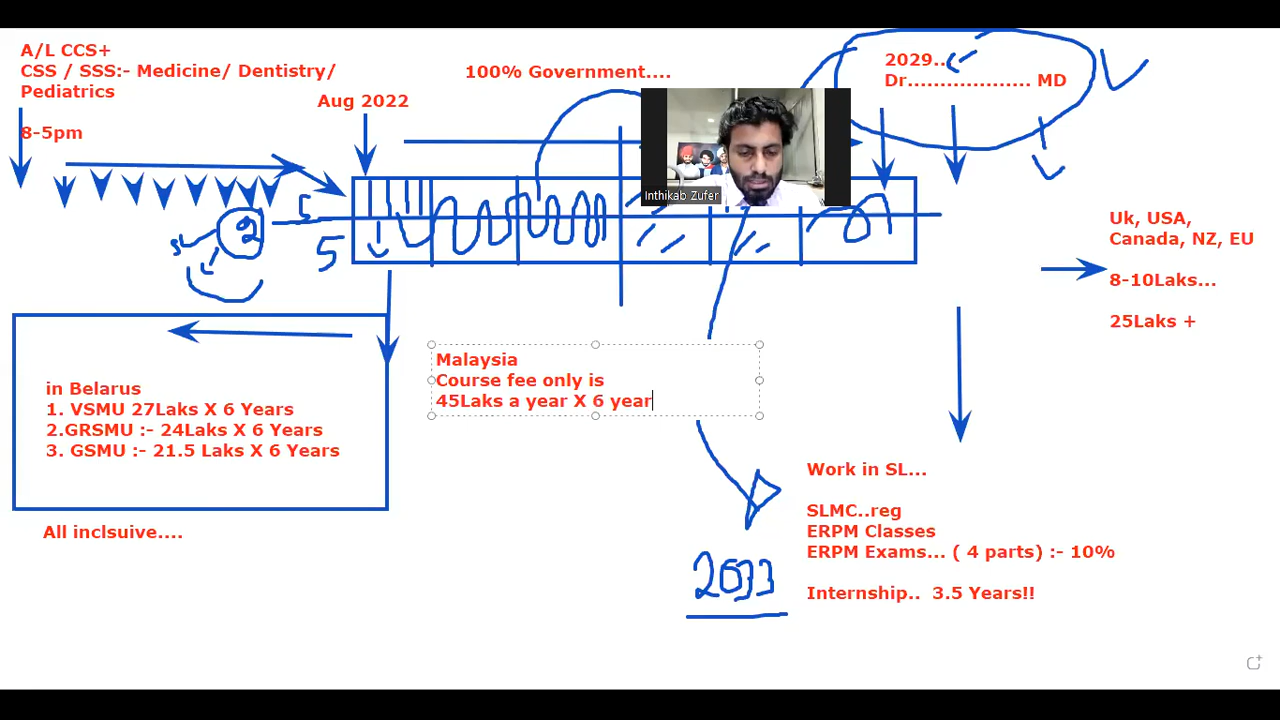 A/L CCS+
CSS / SSS:- Medicine/ Dentistry/
Pediatrics
8-5pm
Aug 2022
100% Government....
2029..
Dr..................... MD
Inthikab Zufer
2
5
5
Uk, USA,
Canada, NZ, EU
8-10Laks...
25Laks +
in Belarus
1. VSMU 27Laks X 6 Years
2.GRSMU :- 24Laks X 6 Years
3. GSMU :- 21.5 Laks X 6 Years
All inclsuive....
Malaysia
Course fee only is
45Laks a year X 6 year
Work in SL...
SLMC..reg
ERPM Classes
ERPM Exams... ( 4 parts) :- 10%
Internship.. 3.5 Years!!
2033